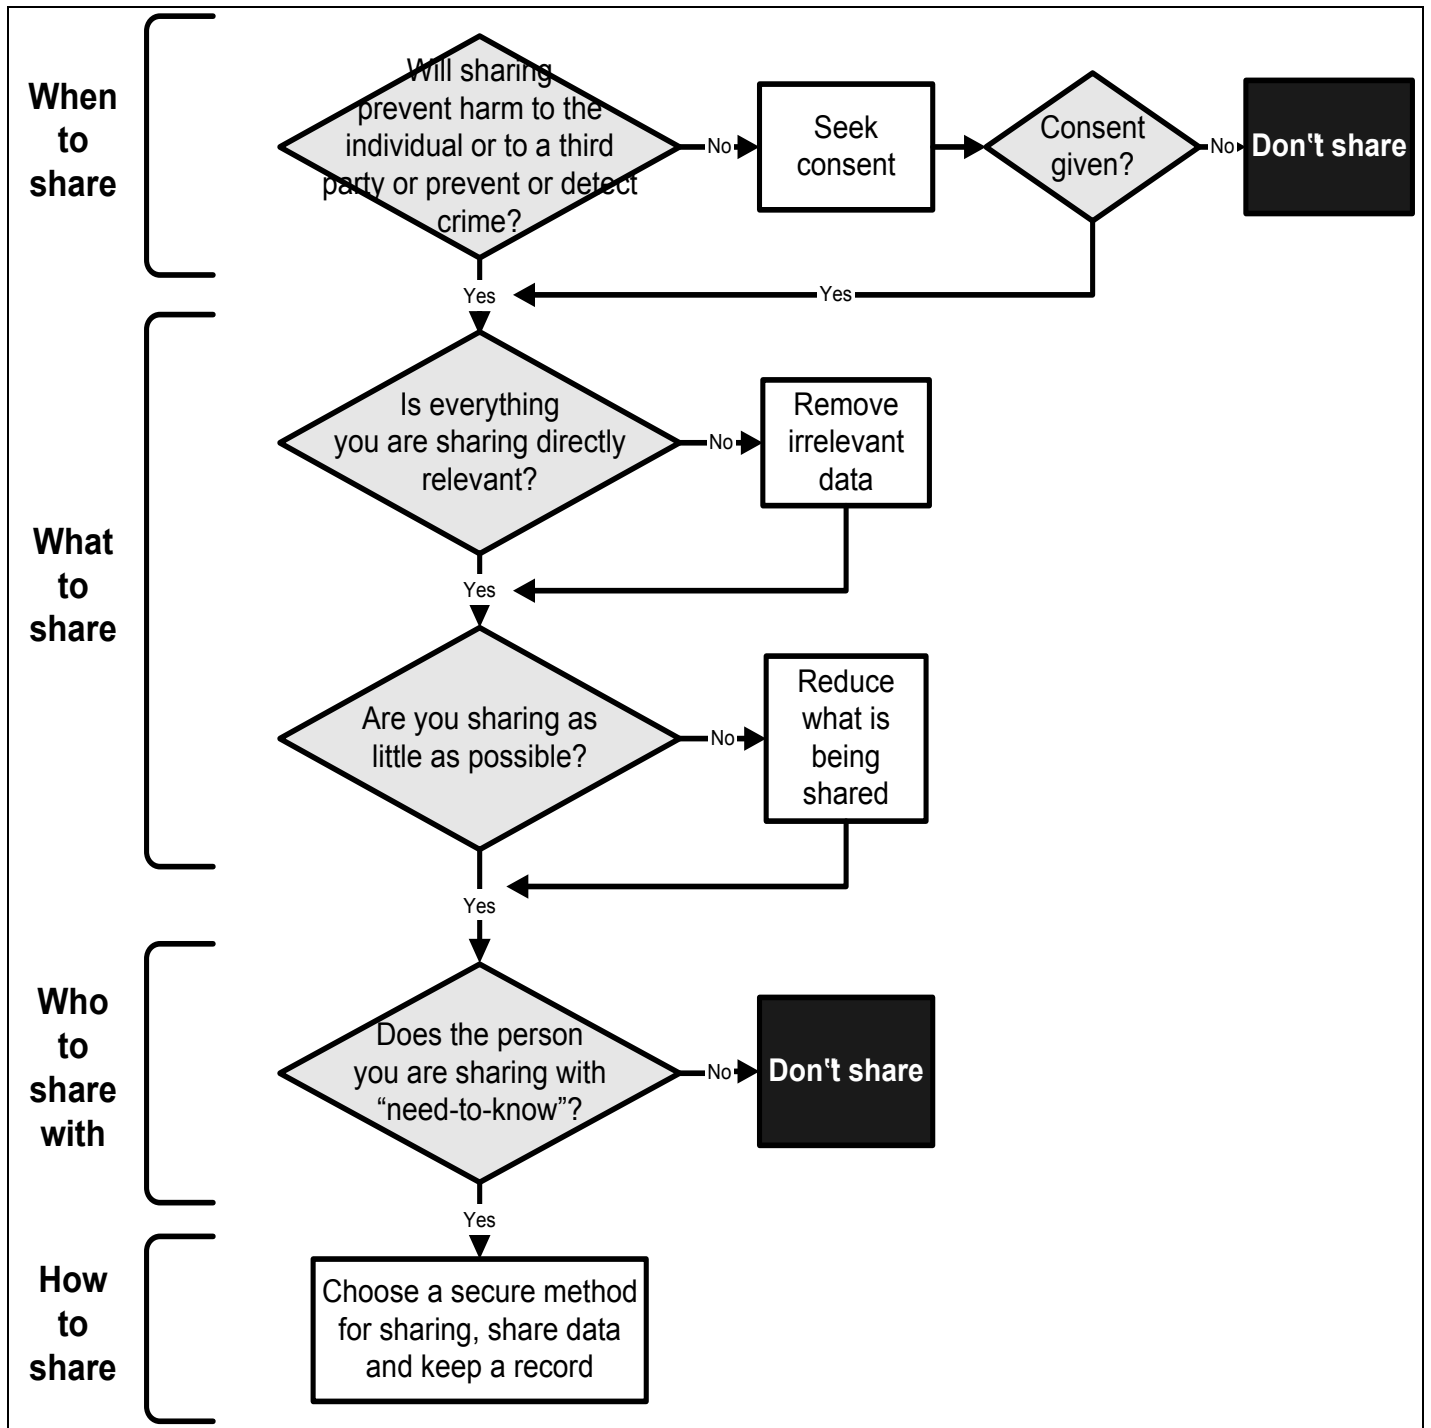 When
to
share
Will sharing
prevent harm to the
individual or to a third
party or prevent or detect
crime?
No
Seek
consent
Consent
given?
No
Don‟t share
Yes
Yes
What
to
share
Is everything
you are sharing directly
relevant?
No
Remove
irrelevant
data
Yes
Are you sharing as
little as possible?
No
Reduce
what is
being
shared
Yes
Who
to
share
with
Does the person
you are sharing with
“need-to-know”?
No
Don‟t share
Yes
How
to
share
Choose a secure method
for sharing, share data
and keep a record